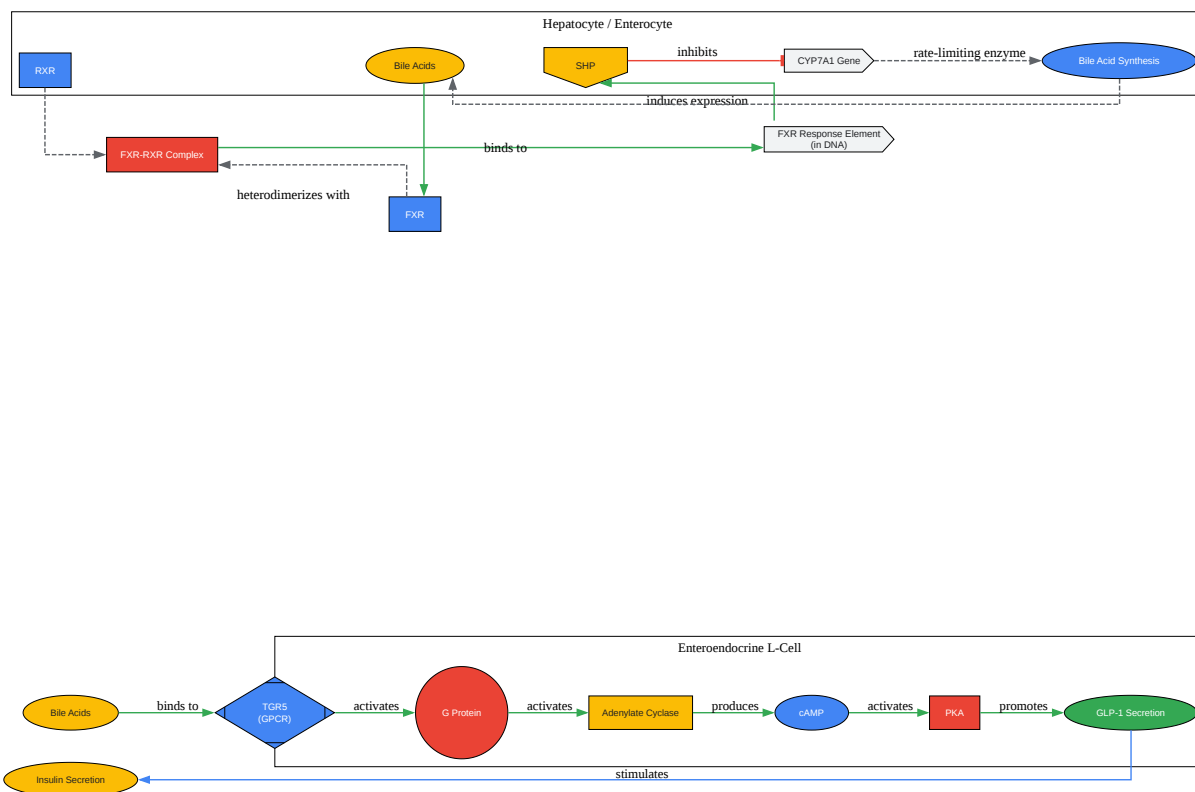 Hepatocyte / Enterocyte
RXR
Bile Acids
SHP
inhibits
CYP7A1 Gene
rate-limiting enzyme
Bile Acid Synthesis
induces expression
FXR-RXR Complex
binds to
FXR Response Element
(in DNA)
heterodimerizes with
FXR
Enteroendocrine L-Cell
Bile Acids
binds to
TGR5
(GPCR)
activates
G Protein
activates
Adenylate Cyclase
produces
cAMP
activates
PKA
promotes
GLP-1 Secretion
Insulin Secretion
stimulates